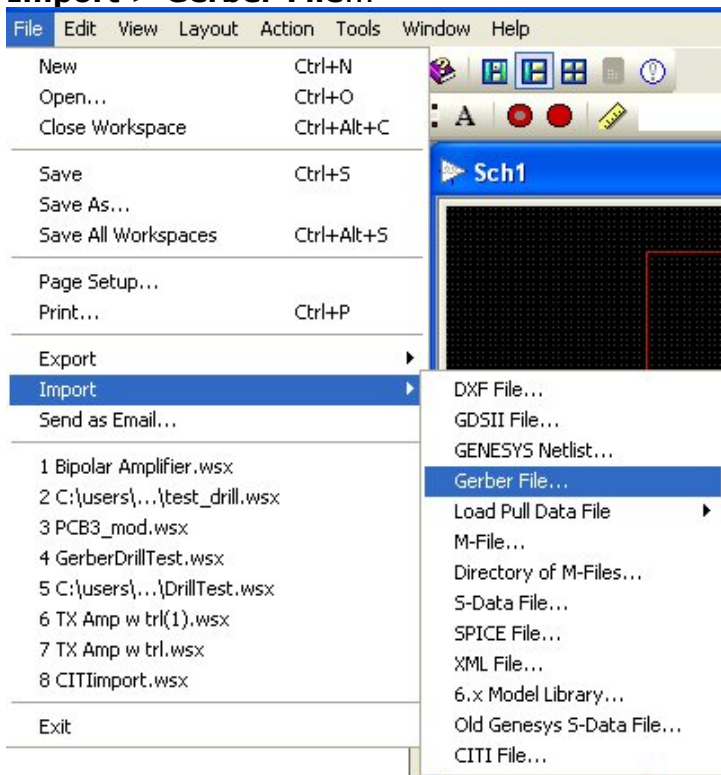 Import > Gerber File...
File Edit View Layout Action Tools Window Help
New Ctrl+N
Open... Ctrl+O
Close Workspace Ctrl+Alt+C
A
Save Ctrl+S
Save As...
Save All Workspaces Ctrl+Alt+S
Sch1
Page Setup...
Print... Ctrl+P
Export
Import
Send as Email...
1 Bipolar Amplifier.wsx
2 C:\users\...\test_drill.wsx
3 PCB3_mod.wsx
4 GerberDrillTest.wsx
5 C:\users\...\DrillTest.wsx
6 TX Amp w trl(1).wsx
7 TX Amp w trl.wsx
8 CITIimport.wsx
Exit
DXF File...
GDSII File...
GENESYS Netlist...
Gerber File...
Load Pull Data File
M-File...
Directory of M-Files...
S-Data File...
SPICE File...
XML File...
6.x Model Library...
Old Genesys S-Data File...
CITI File...